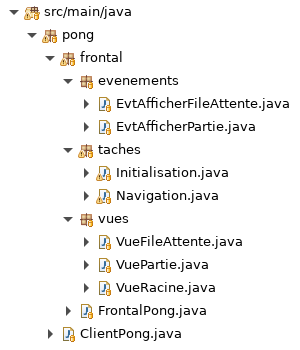 src/main/java
pong
frontal
evenements
EvtAfficherFileAttente.java
EvtAfficherPartie.java
taches
Initialisation.java
Navigation.java
vues
VueFileAttente.java
VuePartie.java
VueRacine.java
FrontalPong.java
ClientPong.java